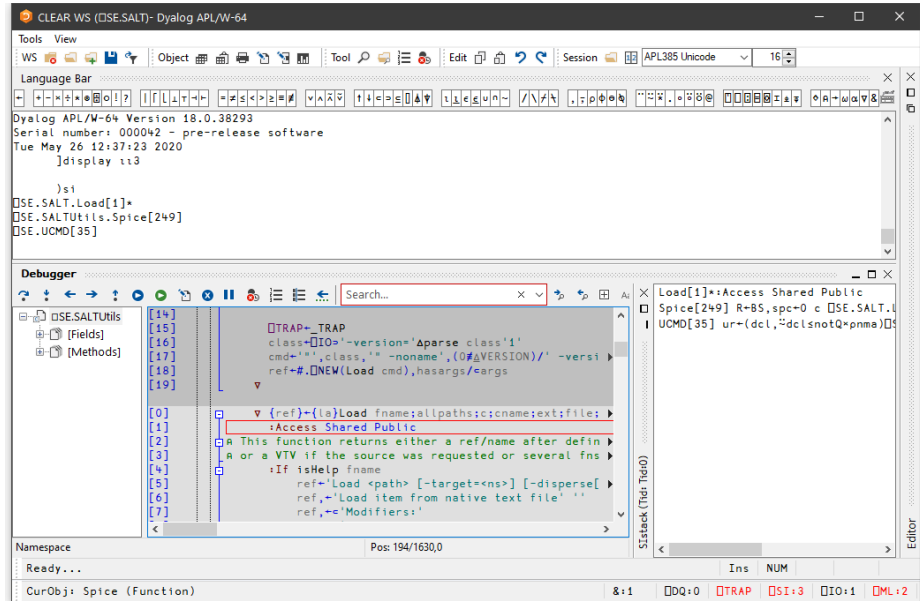 CLEAR WS (⎕SE.SALT)- Dyalog APL/W-64
Tools View
WS Object Tool Edit Session APL385 Unicode 16
Language Bar
Dyalog APL/W-64 Version 18.0.38293
Serial number: 000042 - pre-release software
Tue May 26 12:37:23 2020
]display ⍳⍳3
)si
⎕SE.SALT.Load[1]*
⎕SE.SALTUtils.Spice[249]
⎕SE.UCMD[35]
Debugger
Search...
⎕SE.SALTUtils
[Fields]
[Methods]
[14]
[15] ⎕TRAP←_TRAP
[16] class←⎕IO⊃'-version='∆parse class'1'
[17] cmd←'"',class,'" -noname',(0≢∆VERSION)/' -versi
[18] ref←#.⎕NEW(Load cmd),hasargs/⊂args
[19] ∇
[0] ∇ {ref}←{la}Load fname;allpaths;c;cname;ext;file;
[1] :Access Shared Public
[2] ⍝ This function returns either a ref/name after defin
[3] ⍝ or a VTV if the source was requested or several fns
[4] :If isHelp fname
[5] ref←'Load <path> [-target=<ns>] [-disperse[
[6] ref,←'Load item from native text file' ''
[7] ref,←⊂'Modifiers:'
Load[1]*:Access Shared Public
Spice[249] R←BS,spc←0 c ⎕SE.SALT.L
UCMD[35] ur←(dcl,⍨dcl≤notQ×⍴nma)⎕S
SIstack (Tid: Tid:0)
Editor
Namespace
Pos: 194/1630,0
Ready...
Ins NUM
CurObj: Spice (Function)
&:1 ⎕DQ:0 ⎕TRAP ⎕SI:3 ⎕IO:1 ⎕ML:2